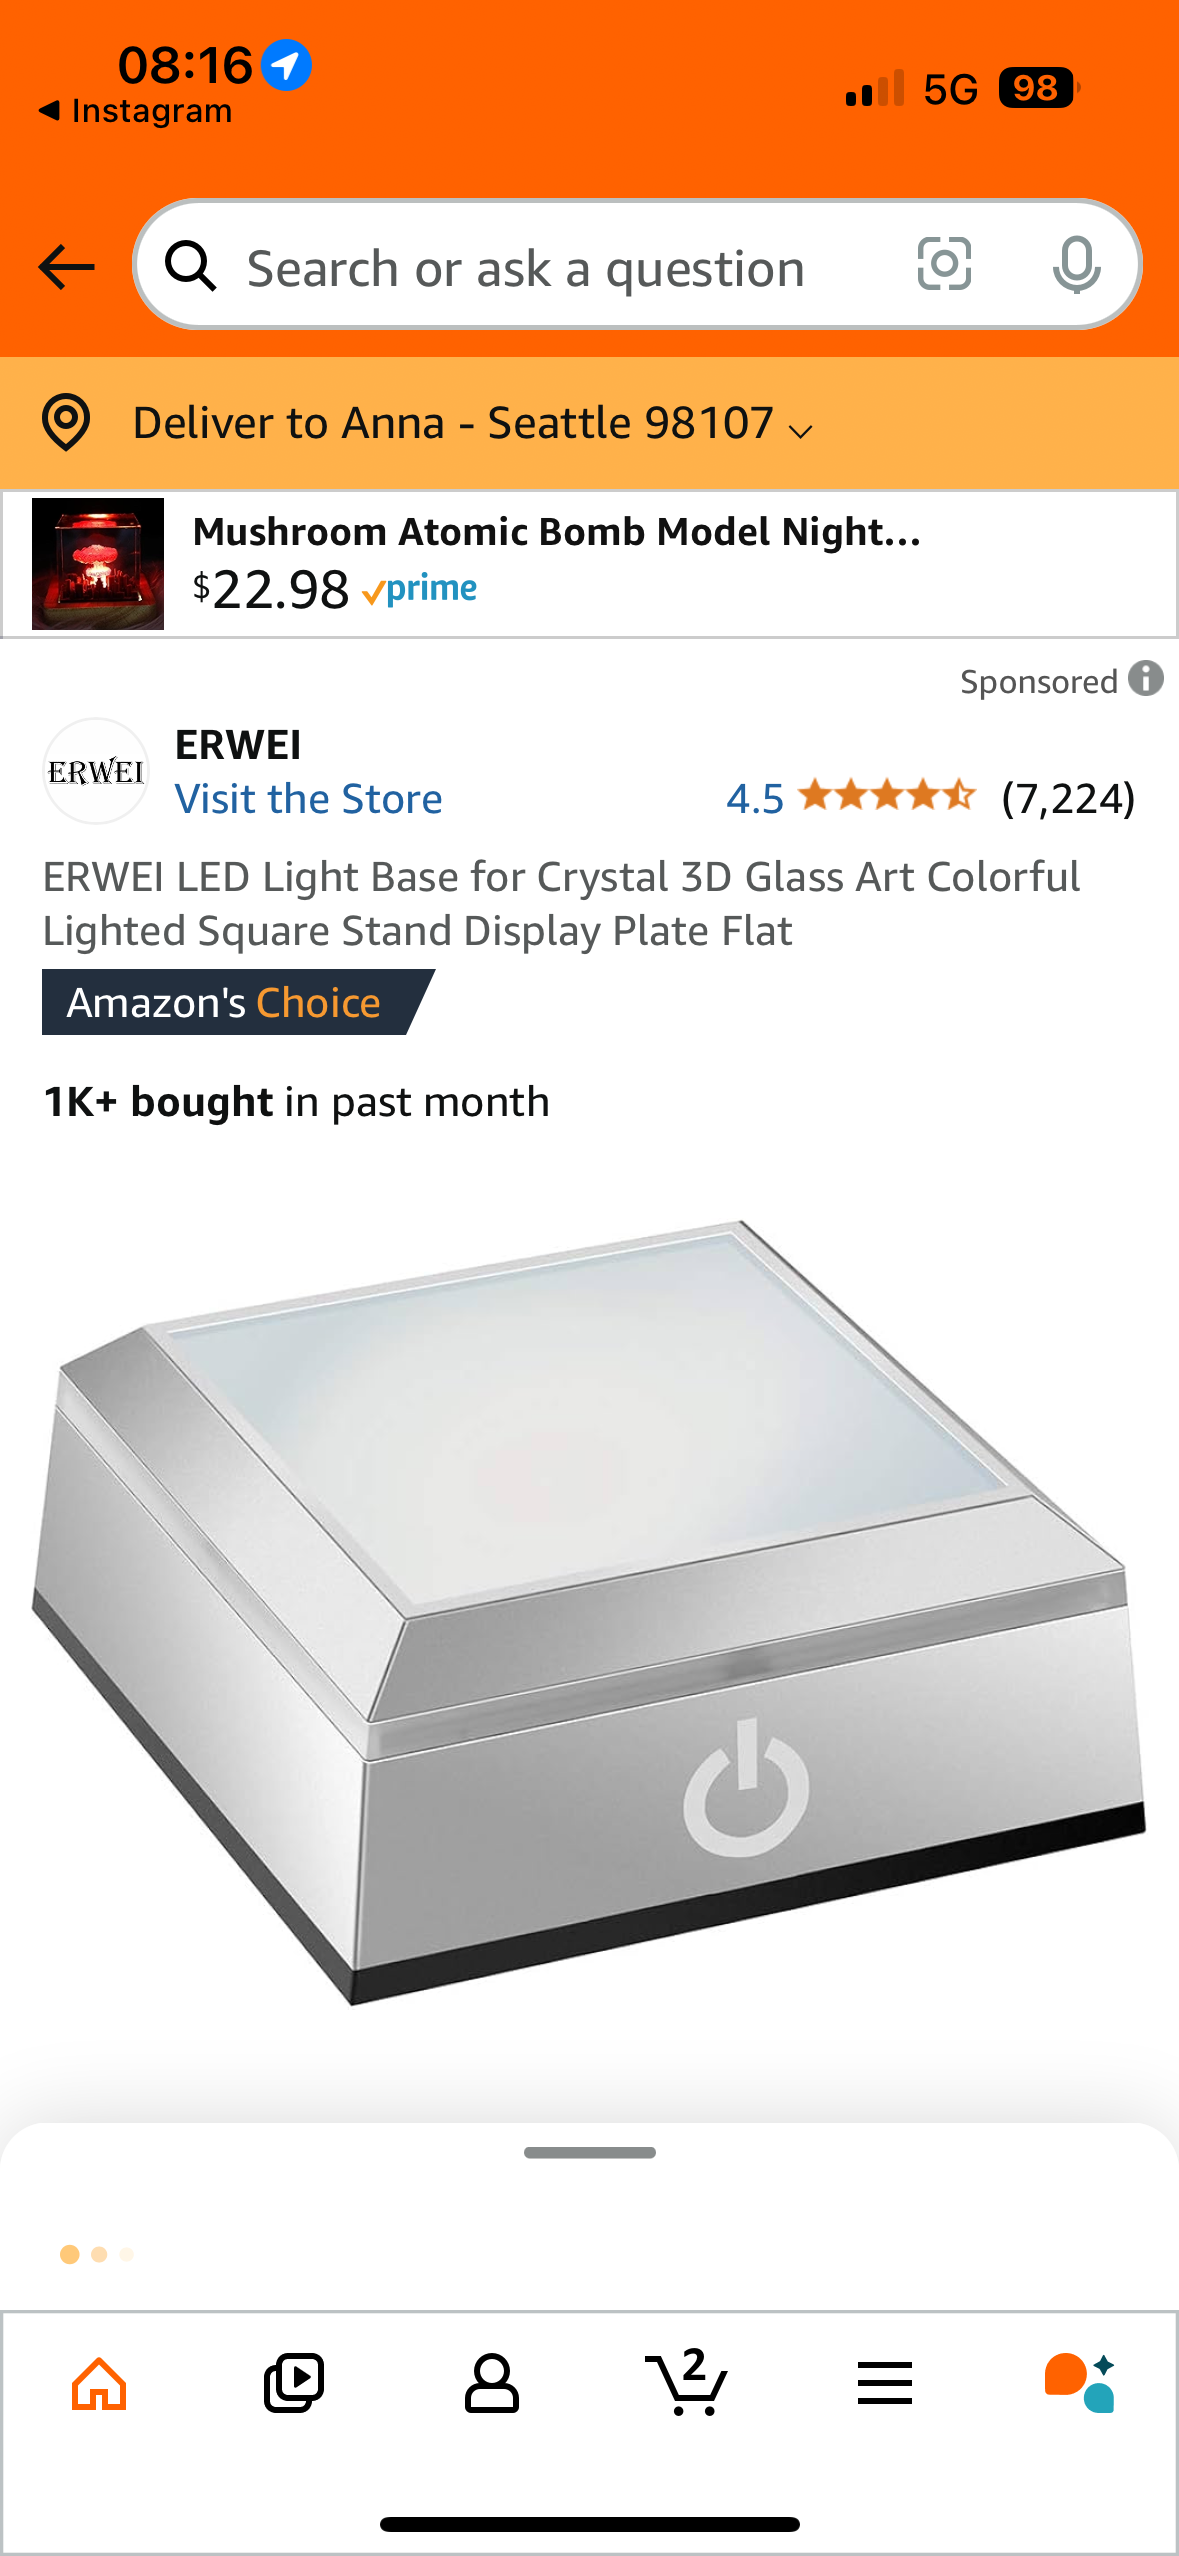 08:16
◀ Instagram
5G
98
Search or ask a question
Deliver to Anna - Seattle 98107
Mushroom Atomic Bomb Model Night...
$22.98 prime
Sponsored
ERWEI
ERWEI
Visit the Store
4.5 (7,224)
ERWEI LED Light Base for Crystal 3D Glass Art Colorful
Lighted Square Stand Display Plate Flat
Amazon's Choice
1K+ bought in past month
2